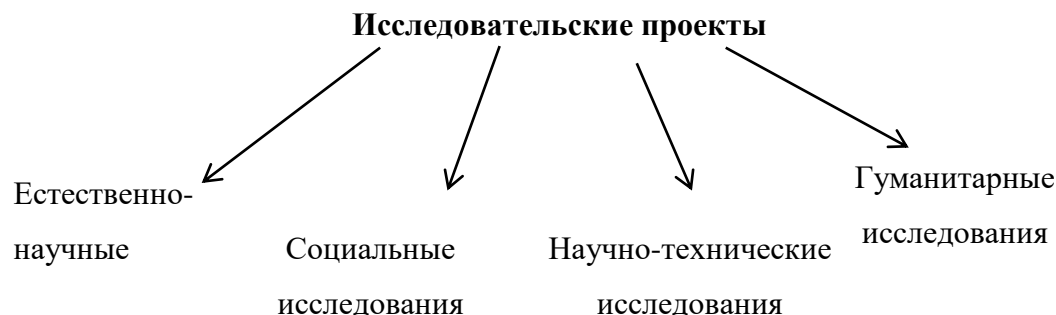 Исследовательские проекты
Естественно-
научные
Социальные
исследования
Научно-технические
исследования
Гуманитарные
исследования